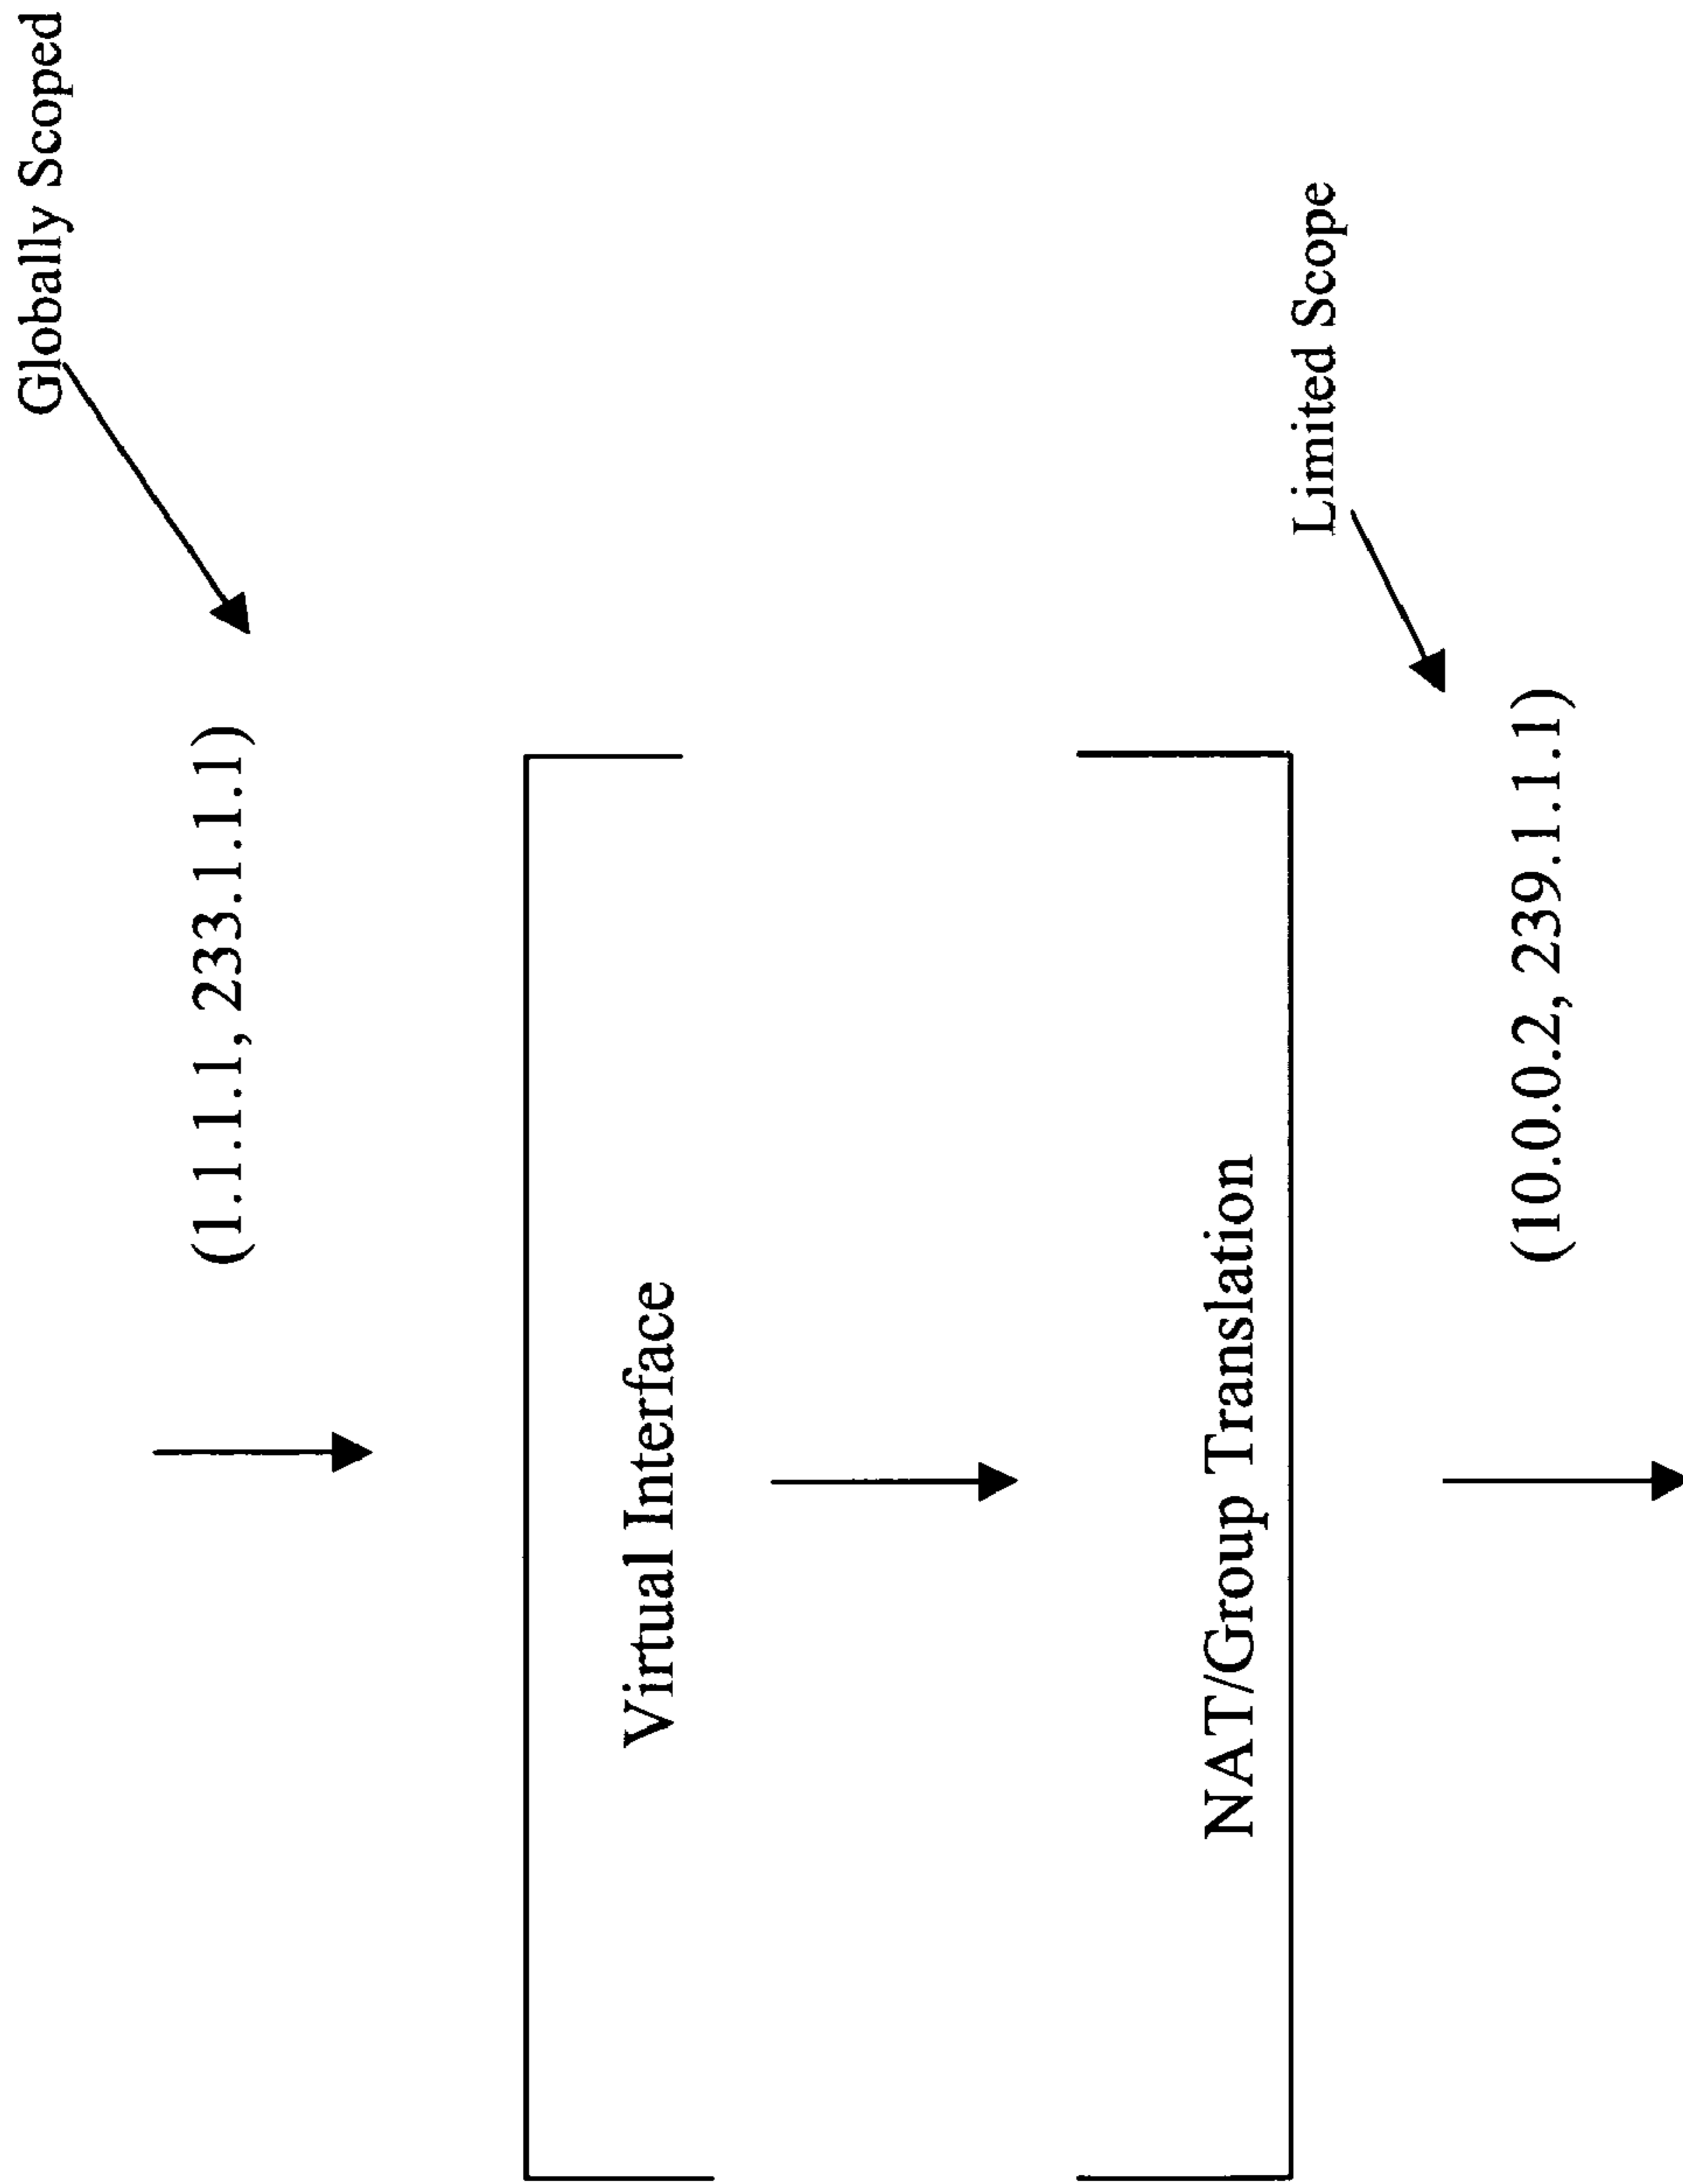 Globally Scoped
(1.1.1.1, 233.1.1.1)
Virtual Interface
NAT/Group Translation
Limited Scope
(10.0.0.2, 239.1.1.1)